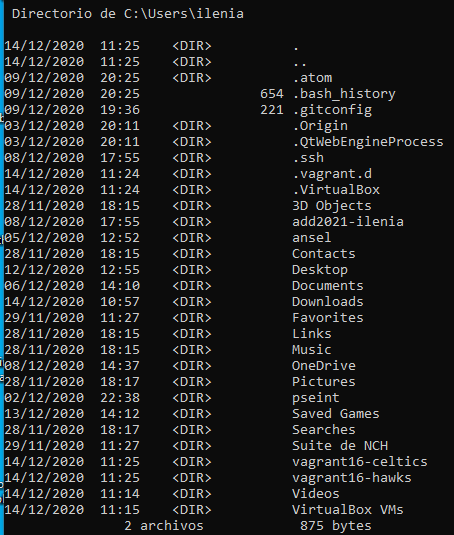 Directorio de C:\Users\ilenia
14/12/2020 11:25 <DIR> .
14/12/2020 11:25 <DIR> ..
09/12/2020 20:25 <DIR> .atom
09/12/2020 20:25 654 .bash_history
09/12/2020 19:36 221 .gitconfig
03/12/2020 20:11 <DIR> .Origin
03/12/2020 20:11 <DIR> .QtWebEngineProcess
08/12/2020 17:55 <DIR> .ssh
14/12/2020 11:24 <DIR> .vagrant.d
14/12/2020 11:24 <DIR> .VirtualBox
28/11/2020 18:15 <DIR> 3D Objects
08/12/2020 17:55 <DIR> add2021-ilenia
05/12/2020 12:52 <DIR> ansel
28/11/2020 18:15 <DIR> Contacts
12/12/2020 12:55 <DIR> Desktop
06/12/2020 14:10 <DIR> Documents
14/12/2020 10:57 <DIR> Downloads
29/11/2020 11:27 <DIR> Favorites
28/11/2020 18:15 <DIR> Links
28/11/2020 18:15 <DIR> Music
08/12/2020 14:37 <DIR> OneDrive
28/11/2020 18:17 <DIR> Pictures
02/12/2020 22:38 <DIR> pseint
13/12/2020 14:12 <DIR> Saved Games
28/11/2020 18:17 <DIR> Searches
29/11/2020 11:27 <DIR> Suite de NCH
14/12/2020 11:25 <DIR> vagrant16-celtics
14/12/2020 11:25 <DIR> vagrant16-hawks
14/12/2020 11:14 <DIR> Videos
14/12/2020 11:15 <DIR> VirtualBox VMs
2 archivos 875 bytes